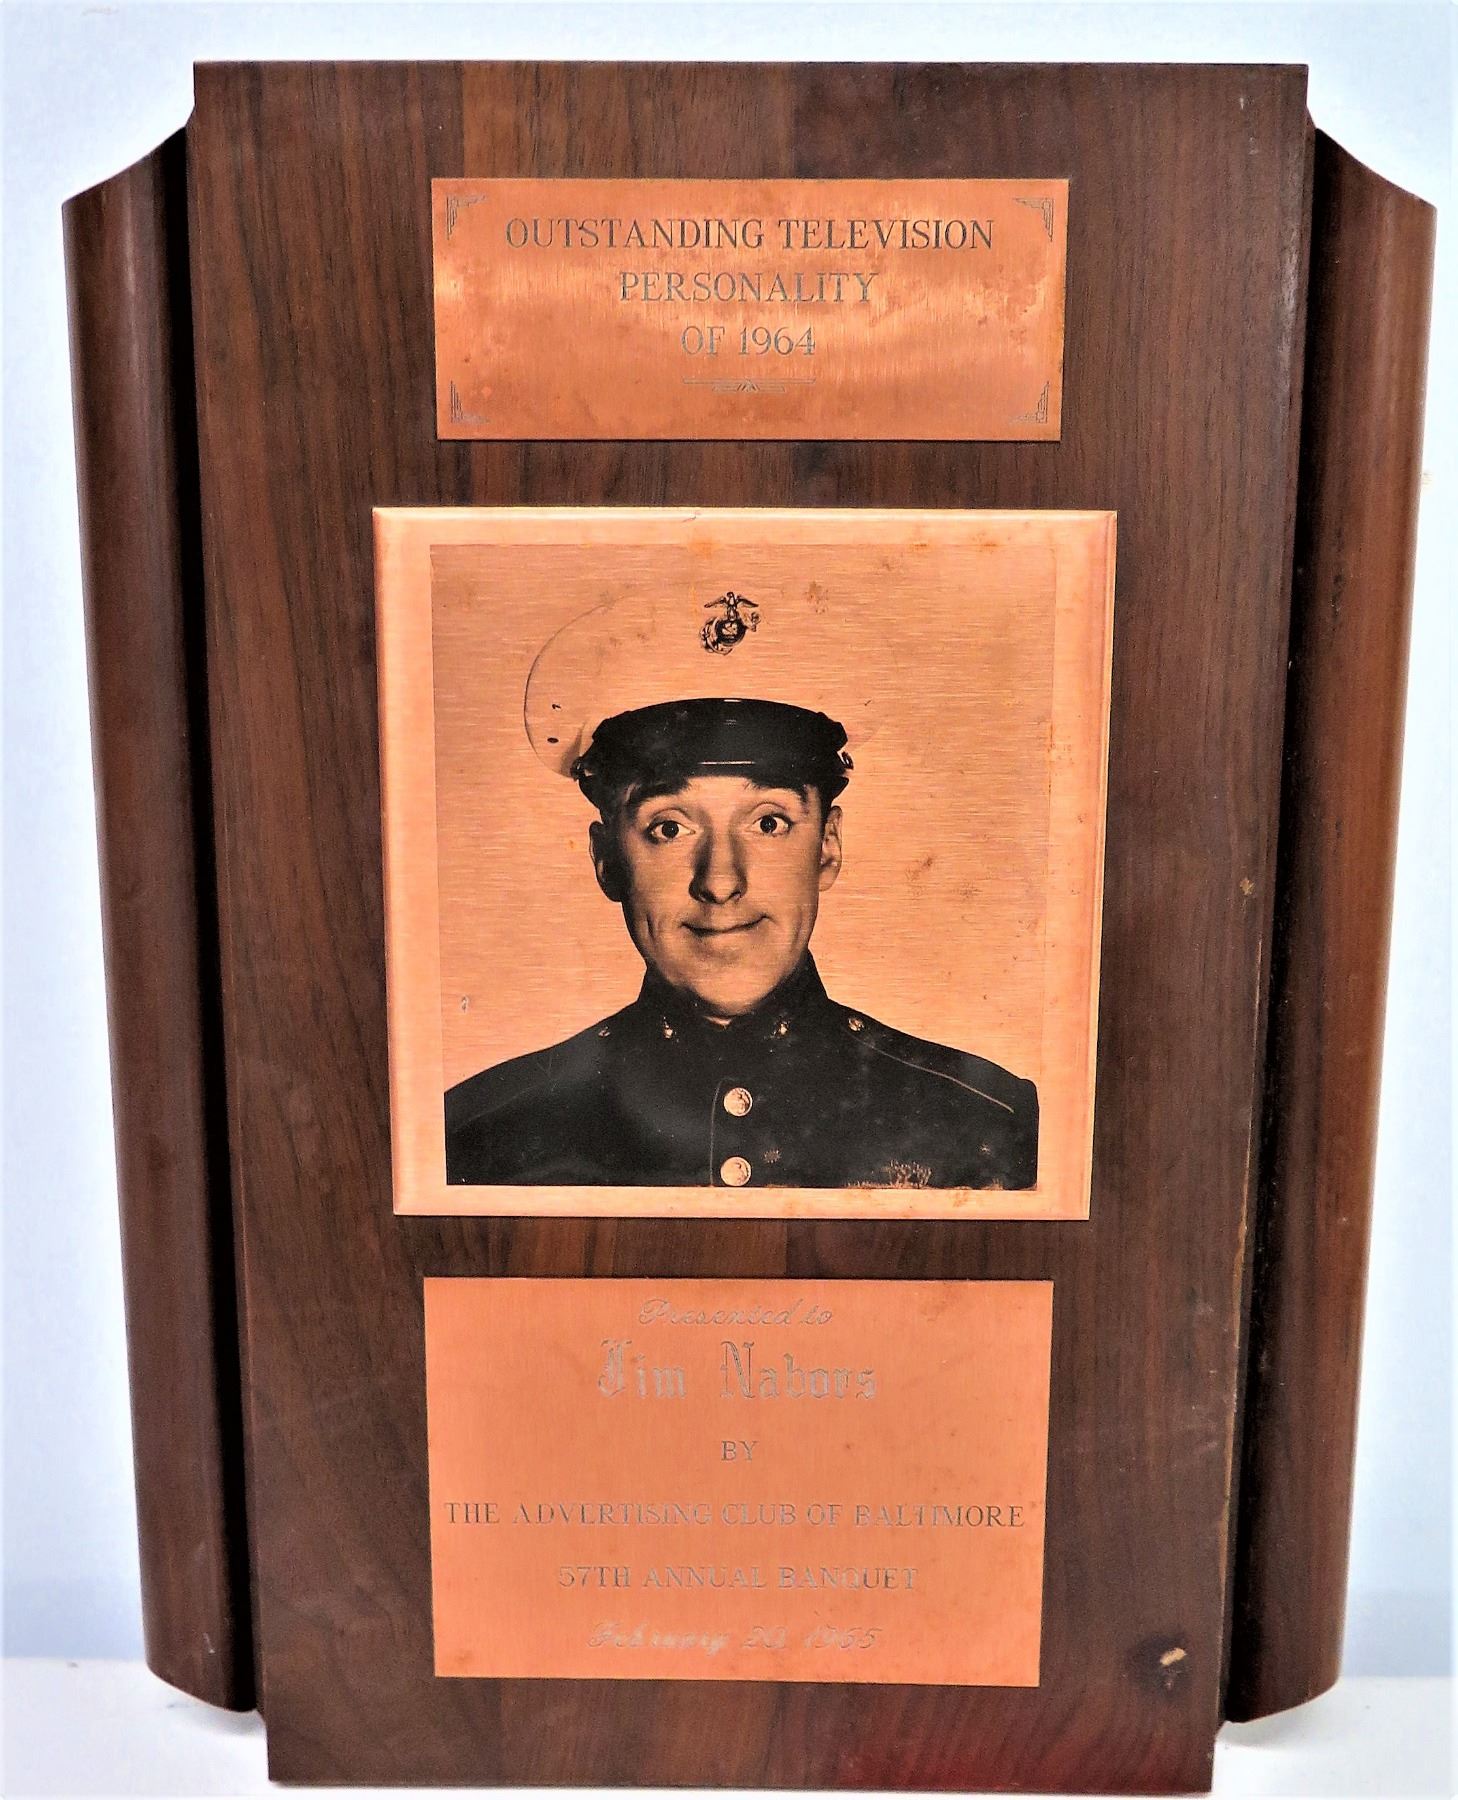 OUTSTANDING TELEVISION
PERSONALITY
OF 1964
Presented to
Jim Nabors
BY
THE ADVERTISING CLUB OF BALTIMORE
57TH ANNUAL BANQUET
February 20, 1965